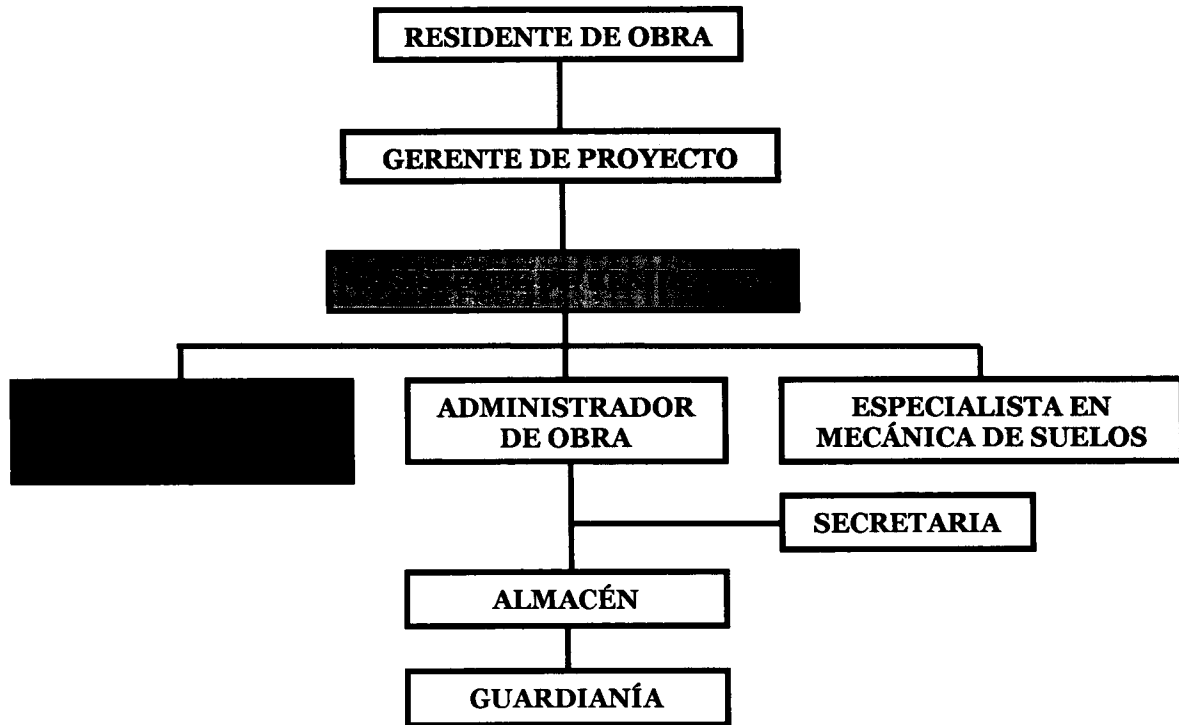 RESIDENTE DE OBRA
GERENTE DE PROYECTO
ADMINISTRADOR
DE OBRA
ESPECIALISTA EN
MECÁNICA DE SUELOS
SECRETARIA
ALMACÉN
GUARDIANÍA